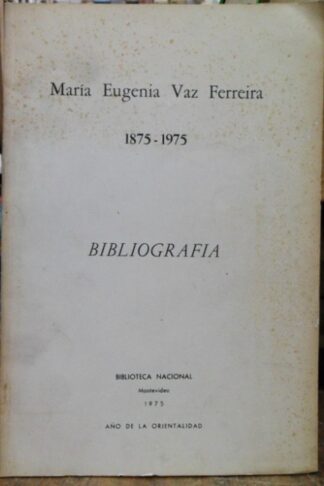 María Eugenia Vaz Ferreira
1875-1975
BIBLIOGRAFIA
BIBLIOTECA NACIONAL
Montevideo
1975
AÑO DE LA ORIENTALIDAD